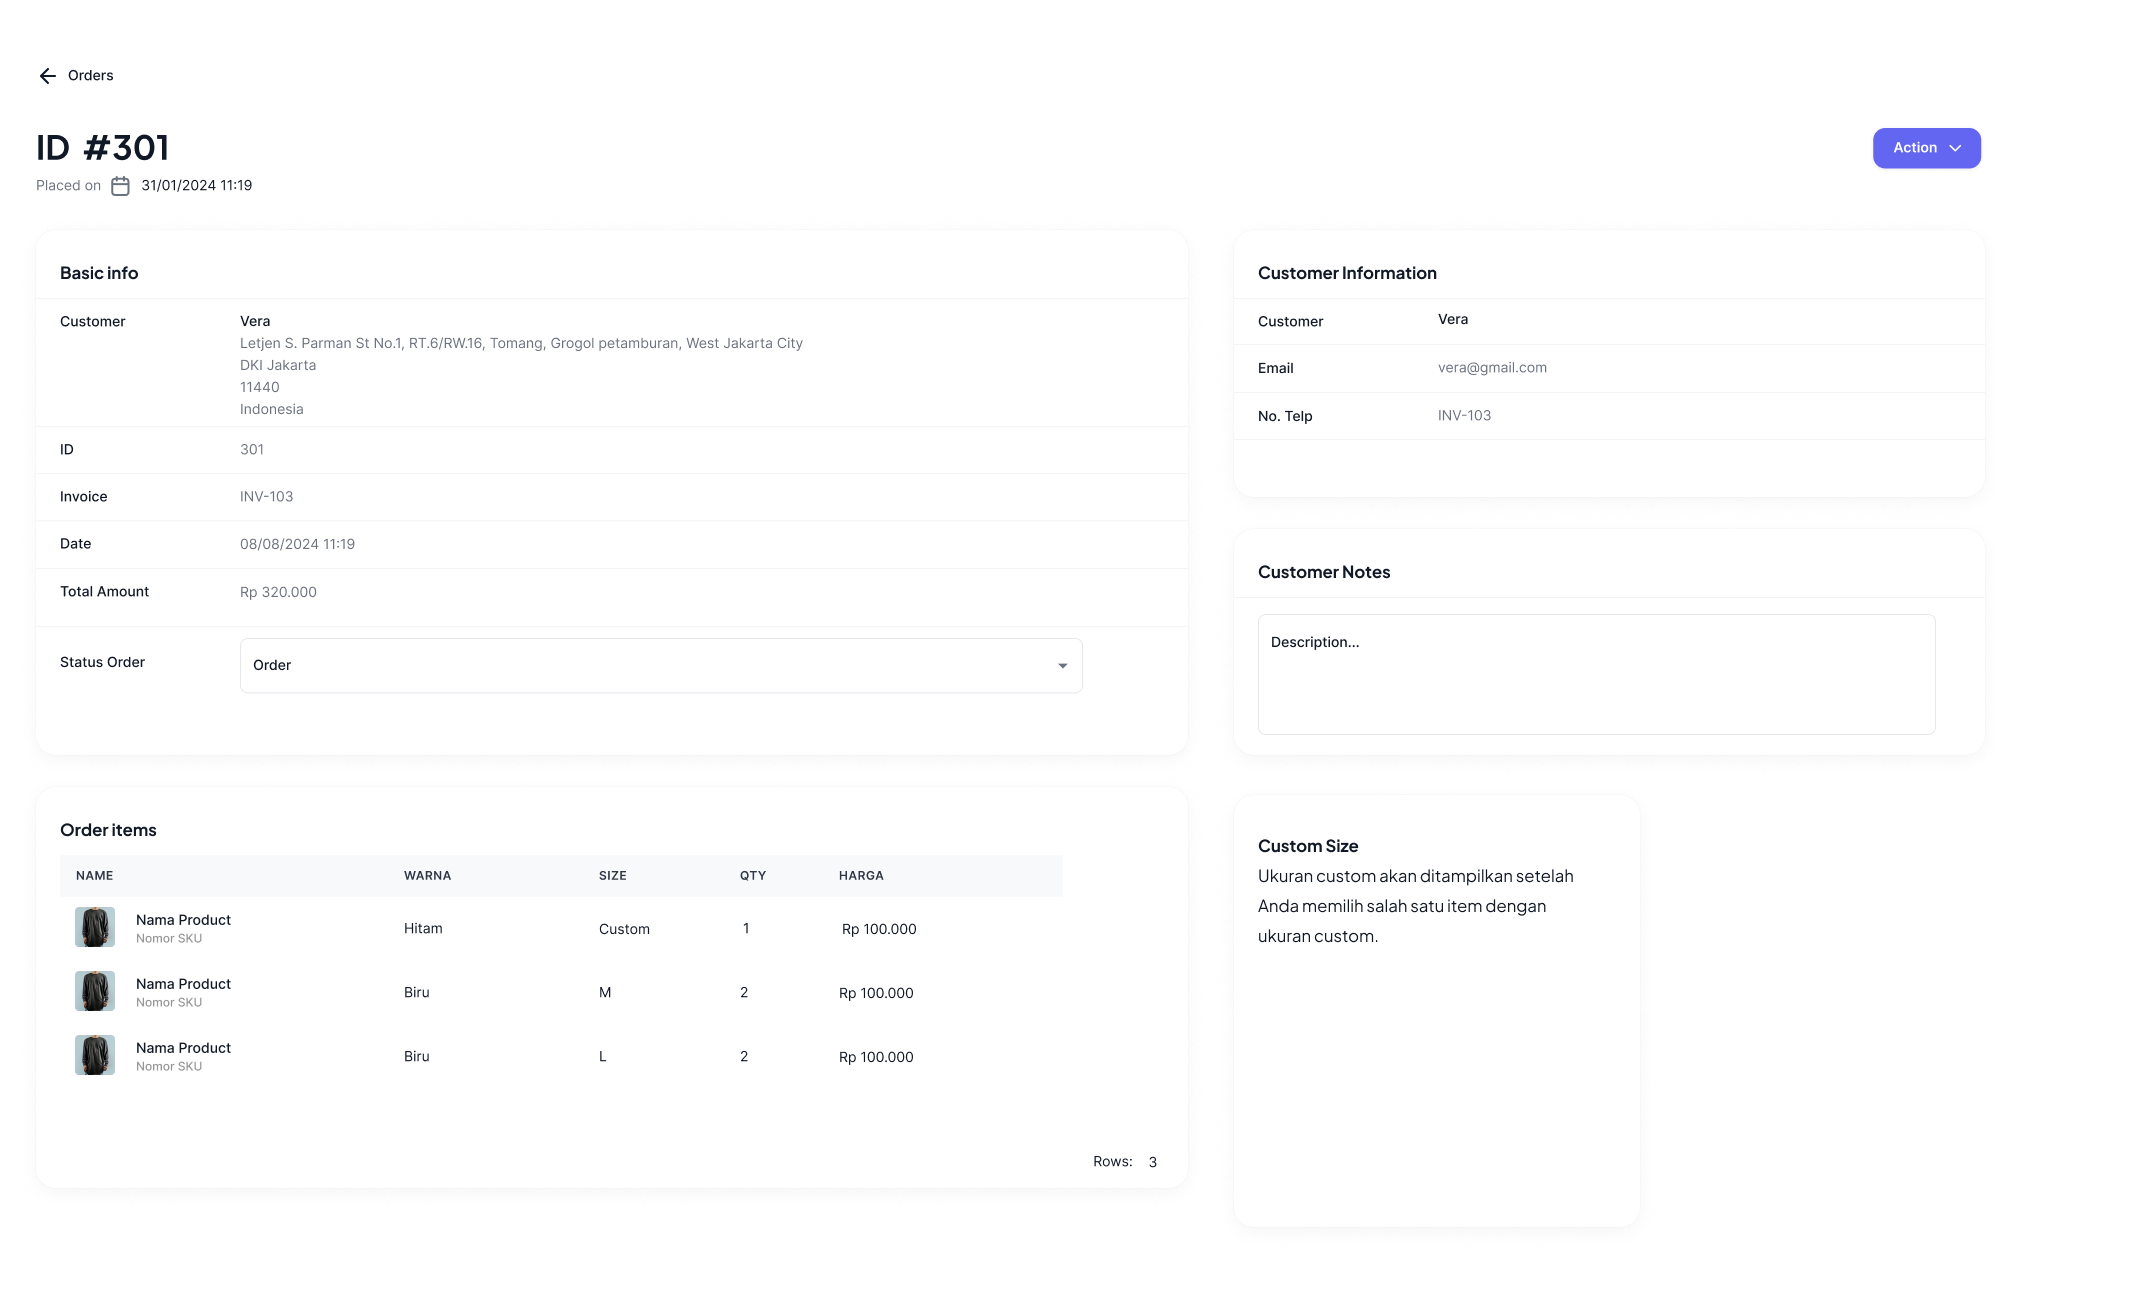 Orders
ID #301
Action
Placed on 31/01/2024 11:19
Basic info
Customer
Vera
Letjen S. Parman St No.1, RT.6/RW.16, Tomang, Grogol petamburan, West Jakarta City
DKI Jakarta
11440
Indonesia
ID 301
Invoice INV-103
Date 08/08/2024 11:19
Total Amount Rp 320.000
Status Order Order
Customer Information
Customer Vera
Email vera@gmail.com
No. Telp INV-103
Customer Notes
Description...
Order items
NAME WARNA SIZE QTY HARGA
Nama Product
Nomor SKU
Hitam Custom 1 Rp 100.000
Nama Product
Nomor SKU
Biru M 2 Rp 100.000
Nama Product
Nomor SKU
Biru L 2 Rp 100.000
Rows: 3
Custom Size
Ukuran custom akan ditampilkan setelah
Anda memilih salah satu item dengan
ukuran custom.